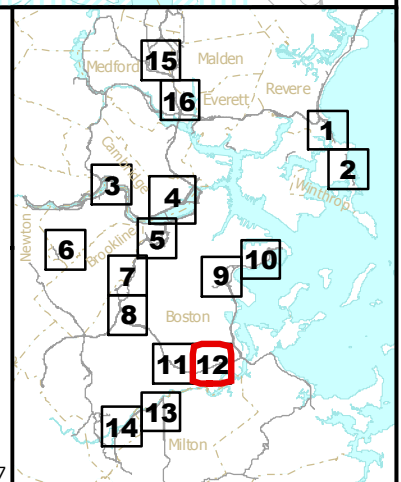 15
Malden
Medford
16
Everett
Revere
1
2
Winthrop
Cambridge
3
4
5
Brookline
Newton
6
7
8
9
10
Boston
11
12
13
14
Milton
7